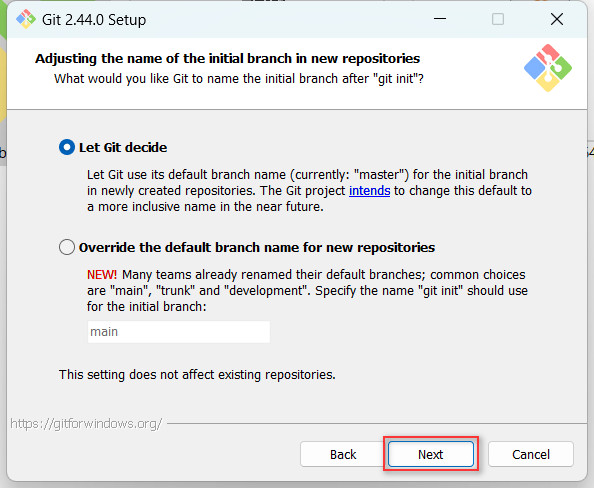 Git 2.44.0 Setup
Adjusting the name of the initial branch in new repositories
What would you like Git to name the initial branch after "git init"?
Let Git decide
Let Git use its default branch name (currently: "master") for the initial branch
in newly created repositories. The Git project intends to change this default to
a more inclusive name in the near future.
Override the default branch name for new repositories
NEW! Many teams already renamed their default branches; common choices
are "main", "trunk" and "development". Specify the name "git init" should use
for the initial branch:
main
This setting does not affect existing repositories.
https://gitforwindows.org/
Back
Next
Cancel